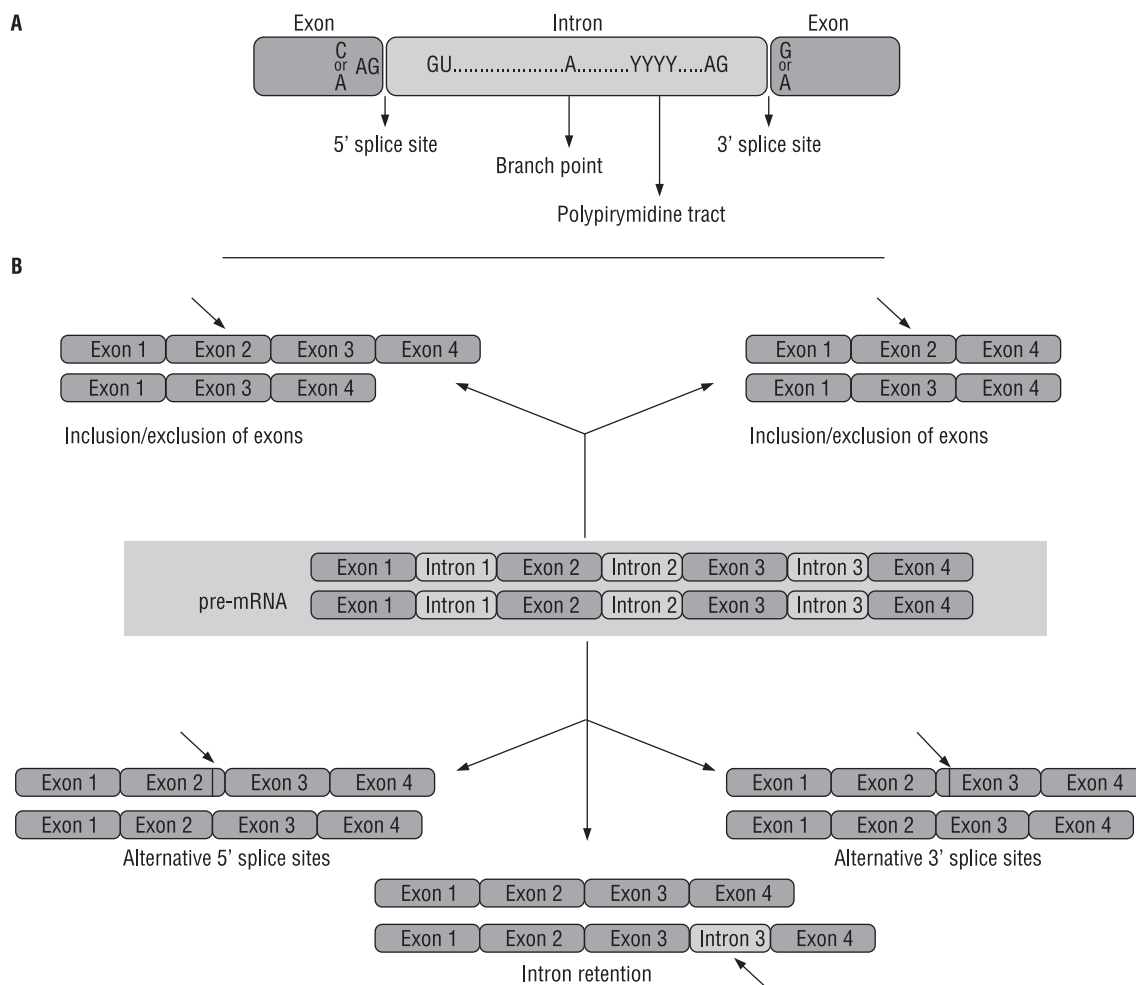 A
Exon Intron Exon
C or A AG GU....................A.........YYYY.....AG G or A
5’ splice site 3’ splice site
Branch point
Polypirymidine tract
B
Exon 1 Exon 2 Exon 3 Exon 4
Exon 1 Exon 3 Exon 4
Inclusion/exclusion of exons
Exon 1 Exon 2 Exon 4
Exon 1 Exon 3 Exon 4
Inclusion/exclusion of exons
pre-mRNA
Exon 1 Intron 1 Exon 2 Intron 2 Exon 3 Intron 3 Exon 4
Exon 1 Intron 1 Exon 2 Intron 2 Exon 3 Intron 3 Exon 4
Exon 1 Exon 2 Exon 3 Exon 4
Exon 1 Exon 2 Exon 3 Exon 4
Alternative 5’ splice sites
Exon 1 Exon 2 Exon 3 Exon 4
Exon 1 Exon 2 Exon 3 Exon 4
Alternative 3’ splice sites
Exon 1 Exon 2 Exon 3 Exon 4
Exon 1 Exon 2 Exon 3 Intron 3 Exon 4
Intron retention